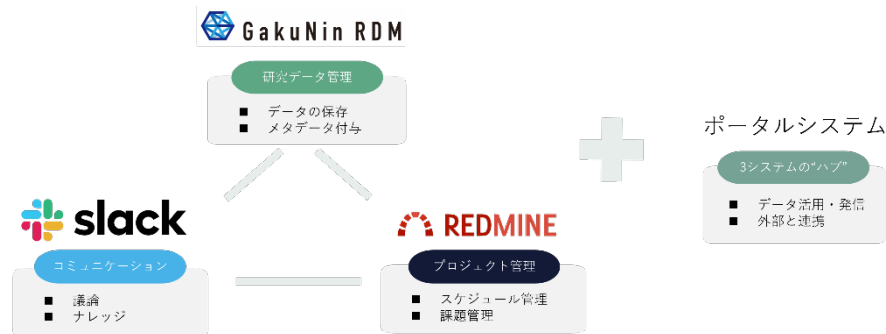 GakuNin RDM
研究データ管理
■ データの保存
■ メタデータ付与
slack
コミュニケーション
■ 議論
■ ナレッジ
REDMINE
プロジェクト管理
■ スケジュール管理
■ 課題管理
ポータルシステム
3システムの“ハブ”
■ データ活用・発信
■ 外部と連携